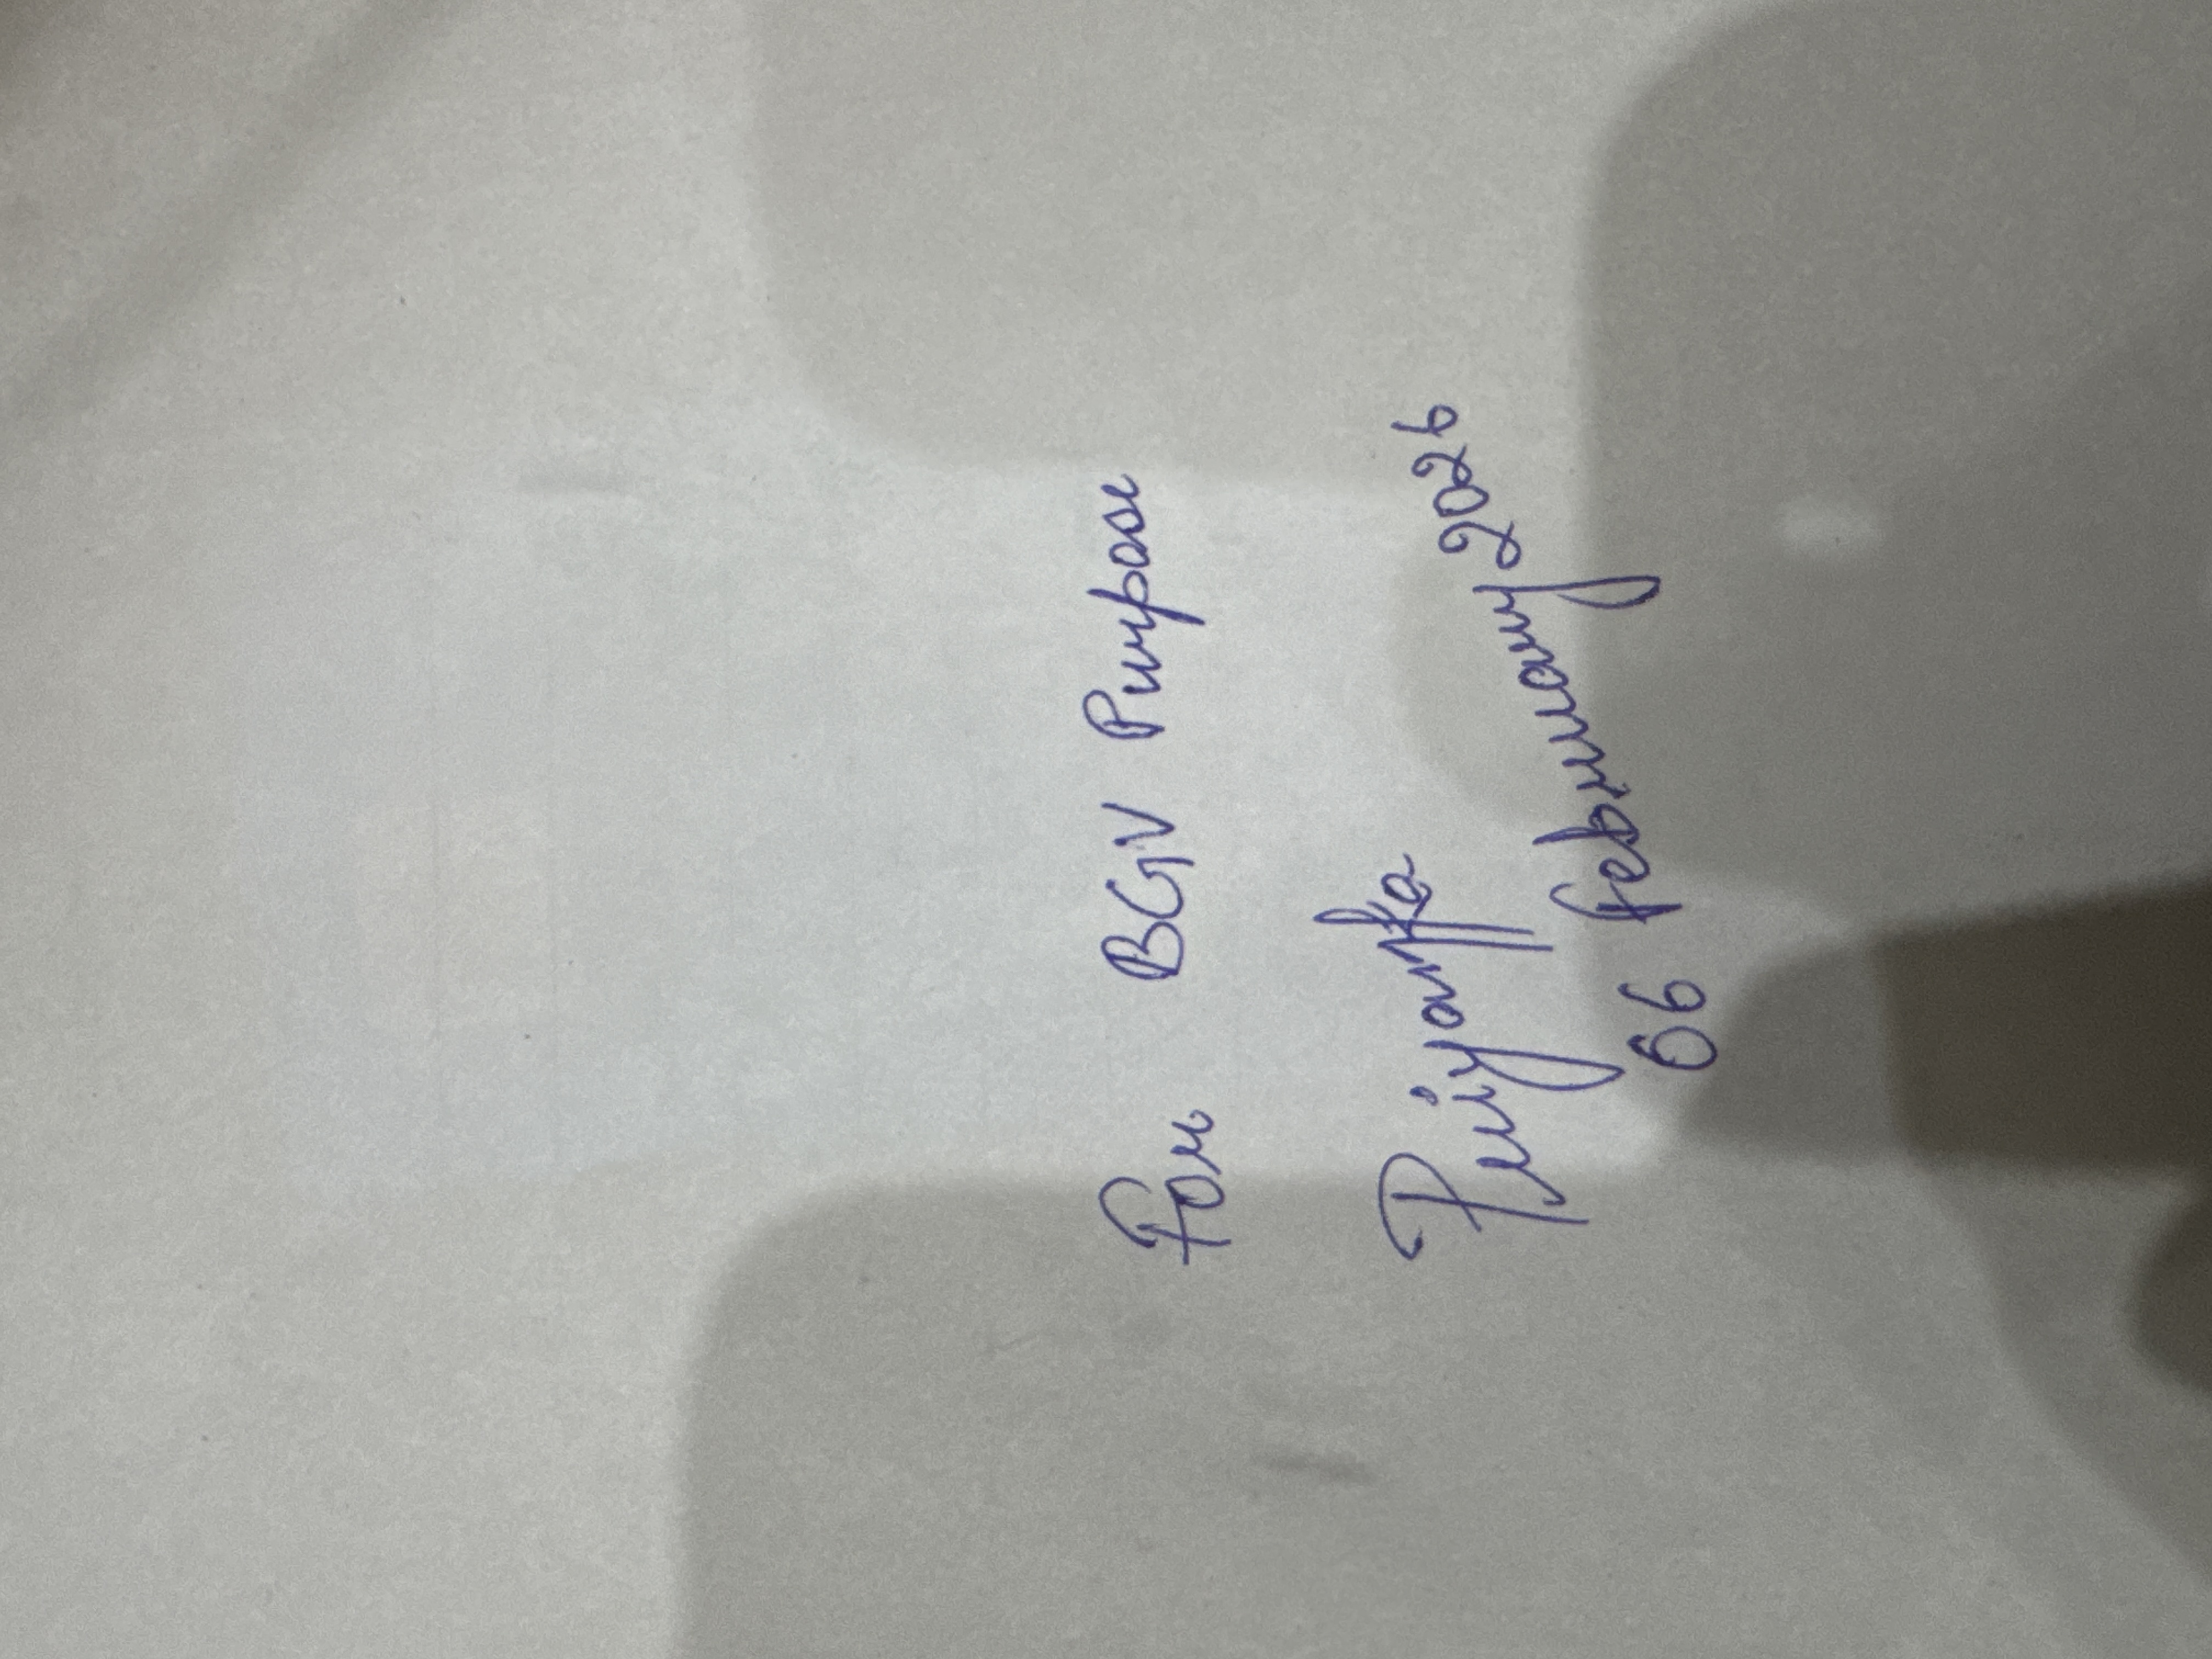 For BGV Purpose
Priyanka
06 February 2026